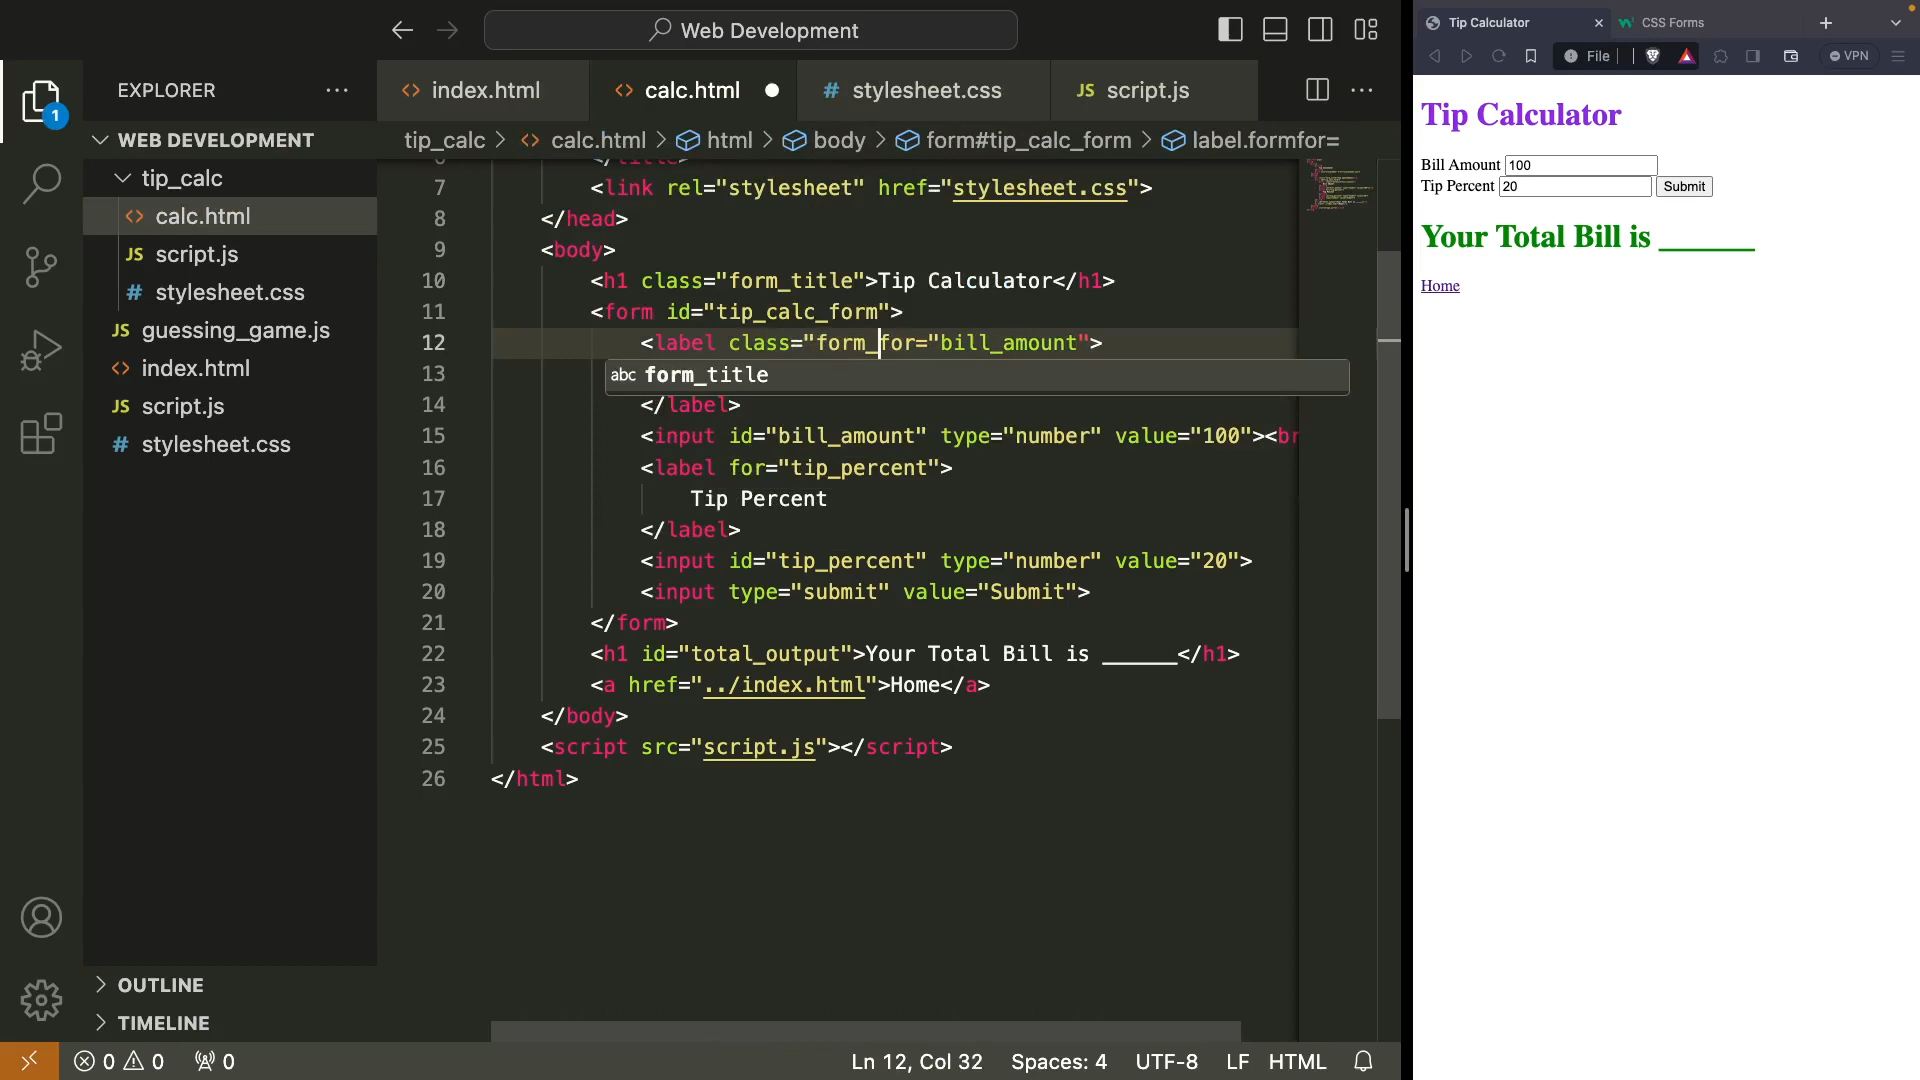 Web Development
Tip Calculator
CSS Forms
File
VPN
1
EXPLORER
WEB DEVELOPMENT
tip_calc
calc.html
script.js
stylesheet.css
guessing_game.js
index.html
script.js
stylesheet.css
OUTLINE
TIMELINE
index.html
calc.html
stylesheet.css
script.js
tip_calc > calc.html > html > body > form#tip_calc_form > label.formfor=
7 <link rel="stylesheet" href="stylesheet.css">
8 </head>
9 <body>
10 <h1 class="form_title">Tip Calculator</h1>
11 <form id="tip_calc_form">
12 <label class="form_for="bill_amount">
13
abc form_title
14 </label>
15 <input id="bill_amount" type="number" value="100"><br
16 <label for="tip_percent">
17 Tip Percent
18 </label>
19 <input id="tip_percent" type="number" value="20">
20 <input type="submit" value="Submit">
21 </form>
22 <h1 id="total_output">Your Total Bill is ______</h1>
23 <a href="../index.html">Home</a>
24 </body>
25 <script src="script.js"></script>
26 </html>
0 0 0
Ln 12, Col 32 Spaces: 4 UTF-8 LF HTML
Tip Calculator
Bill Amount 100
Tip Percent 20 Submit
Your Total Bill is ______
Home